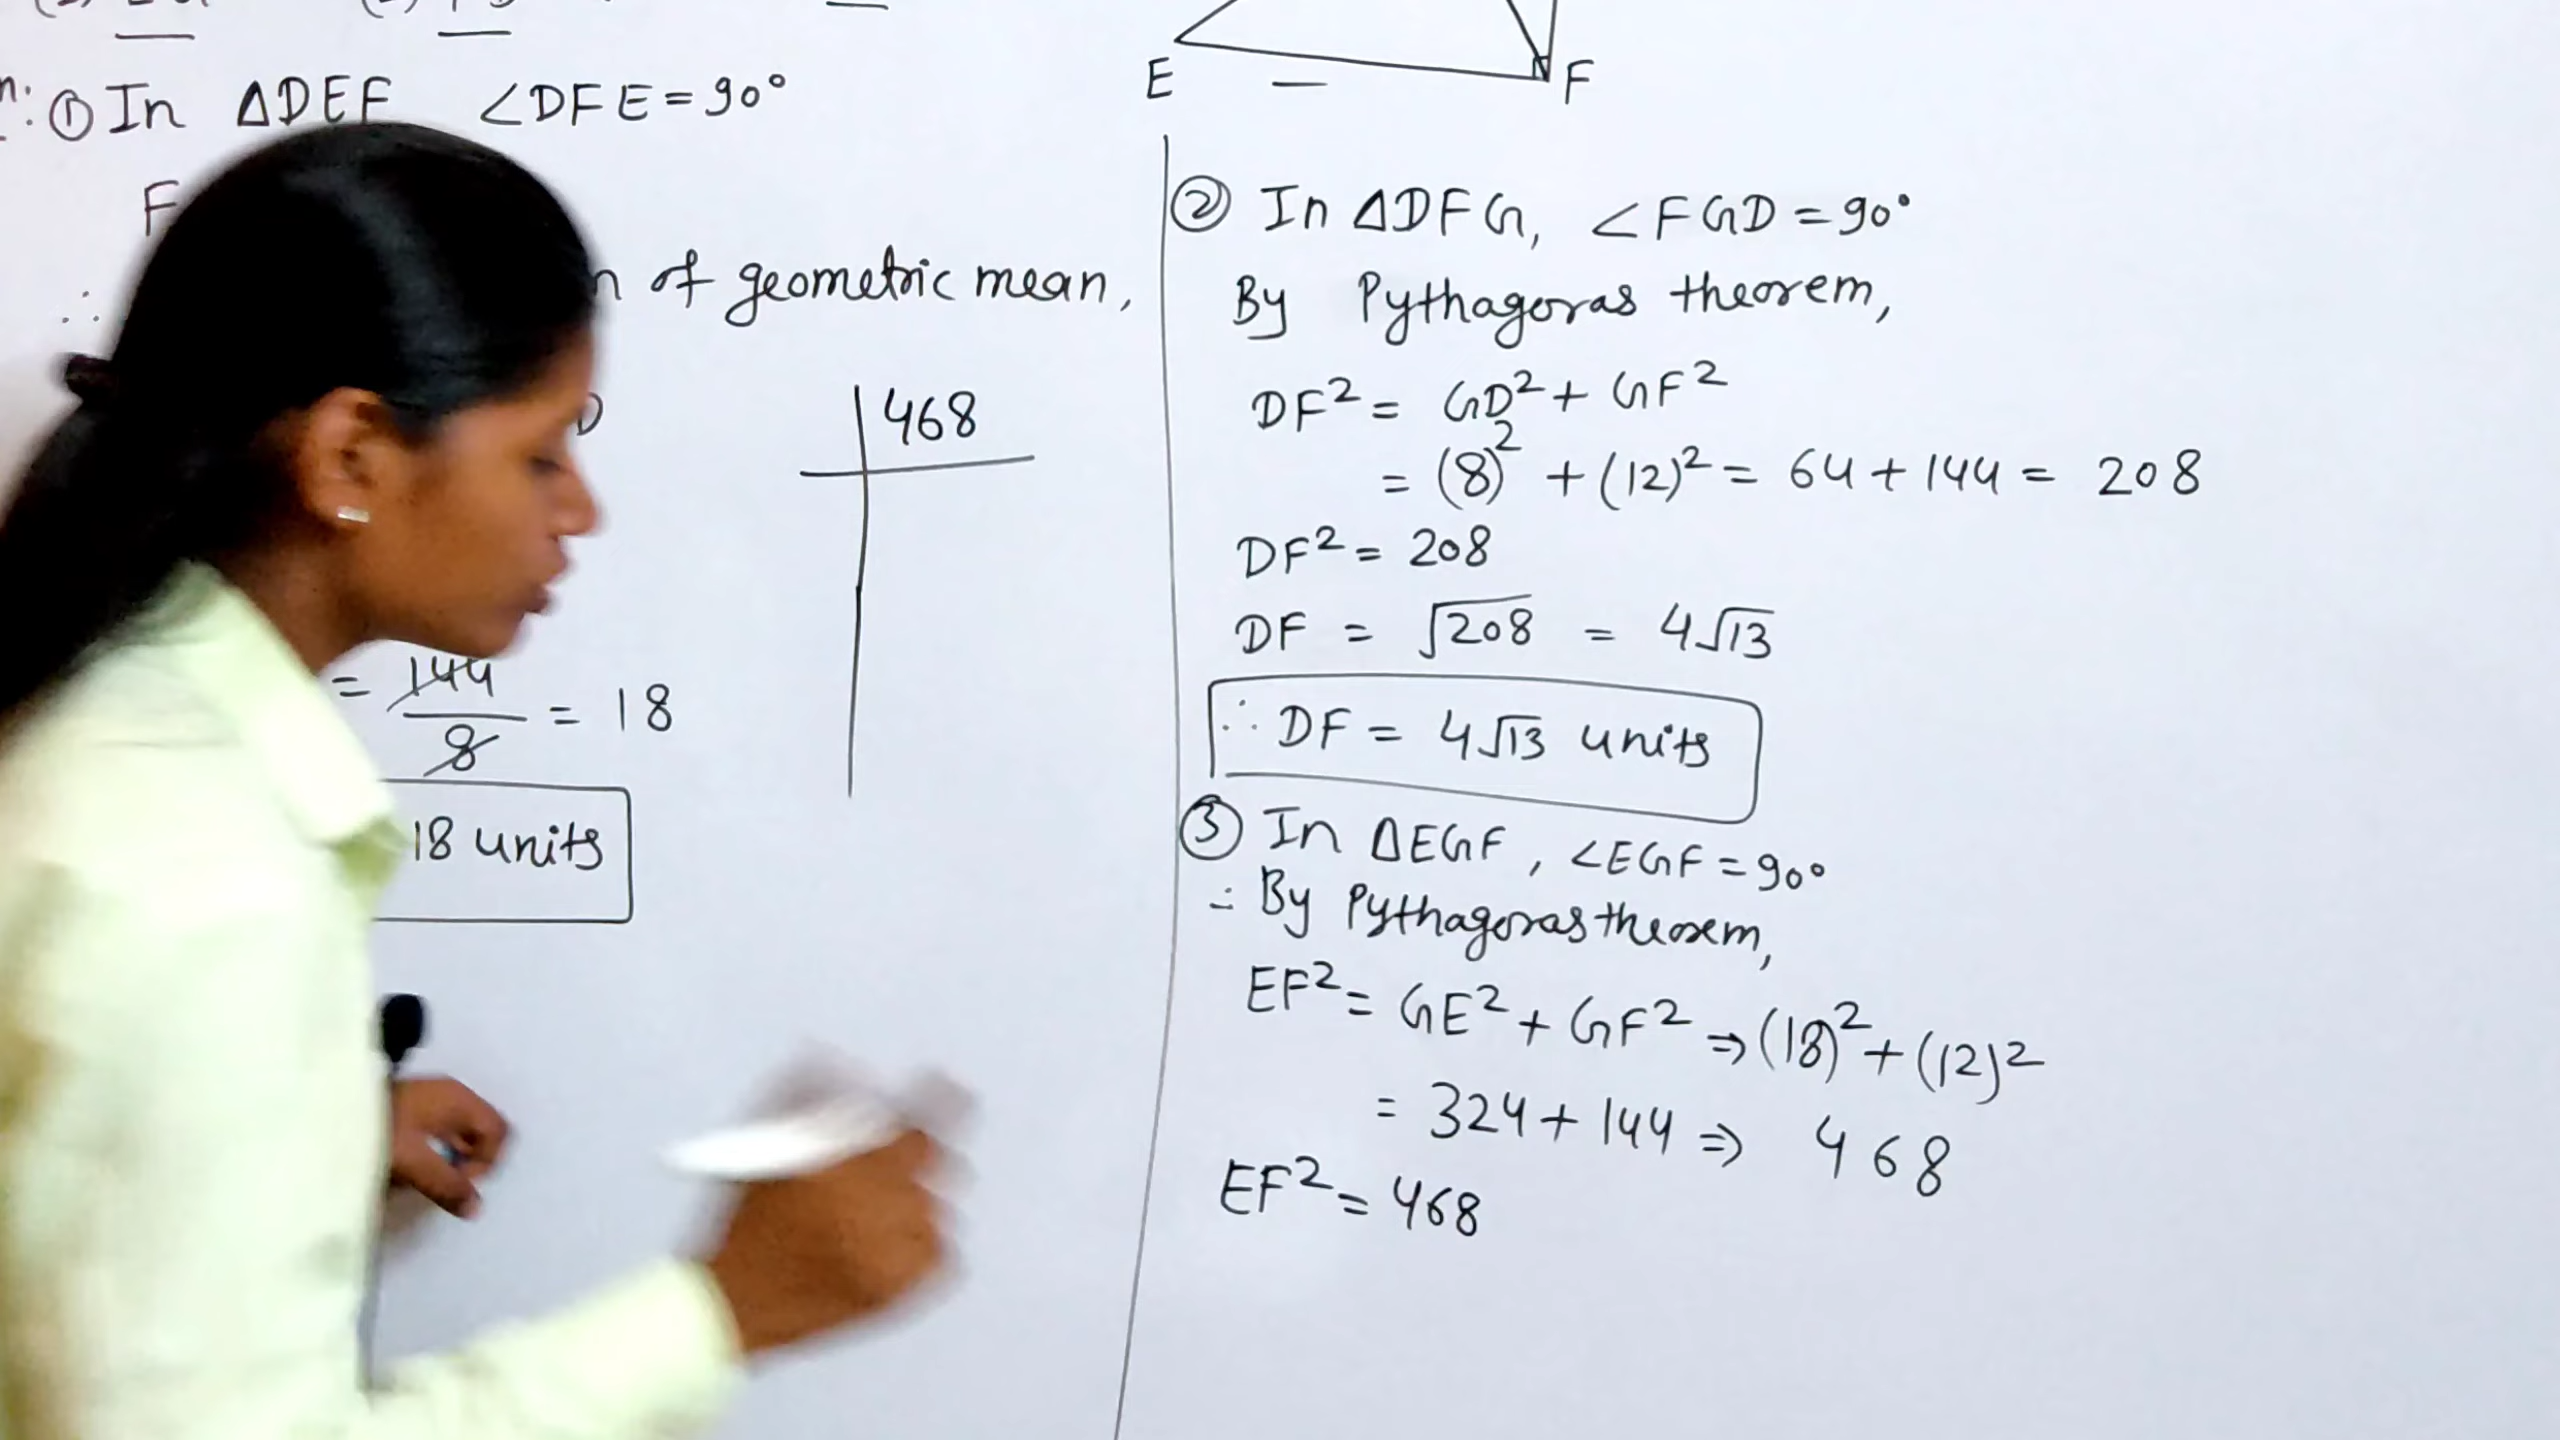 ① In ΔDEF ∠DFE = 90°
F
∴ of geometric mean,
468
= 144/8 = 18
18 units
E
F
② In ΔDFG, ∠FGD = 90°
By Pythagoras theorem,
DF² = GD² + GF²
= (8)² + (12)² = 64 + 144 = 208
DF² = 208
DF = √208 = 4√13
∴ DF = 4√13 units
③ In ΔEGF, ∠EGF = 90°
∴ By Pythagoras theorem,
EF² = GE² + GF² ⇒ (18)² + (12)²
= 324 + 144 ⇒ 468
EF² = 468